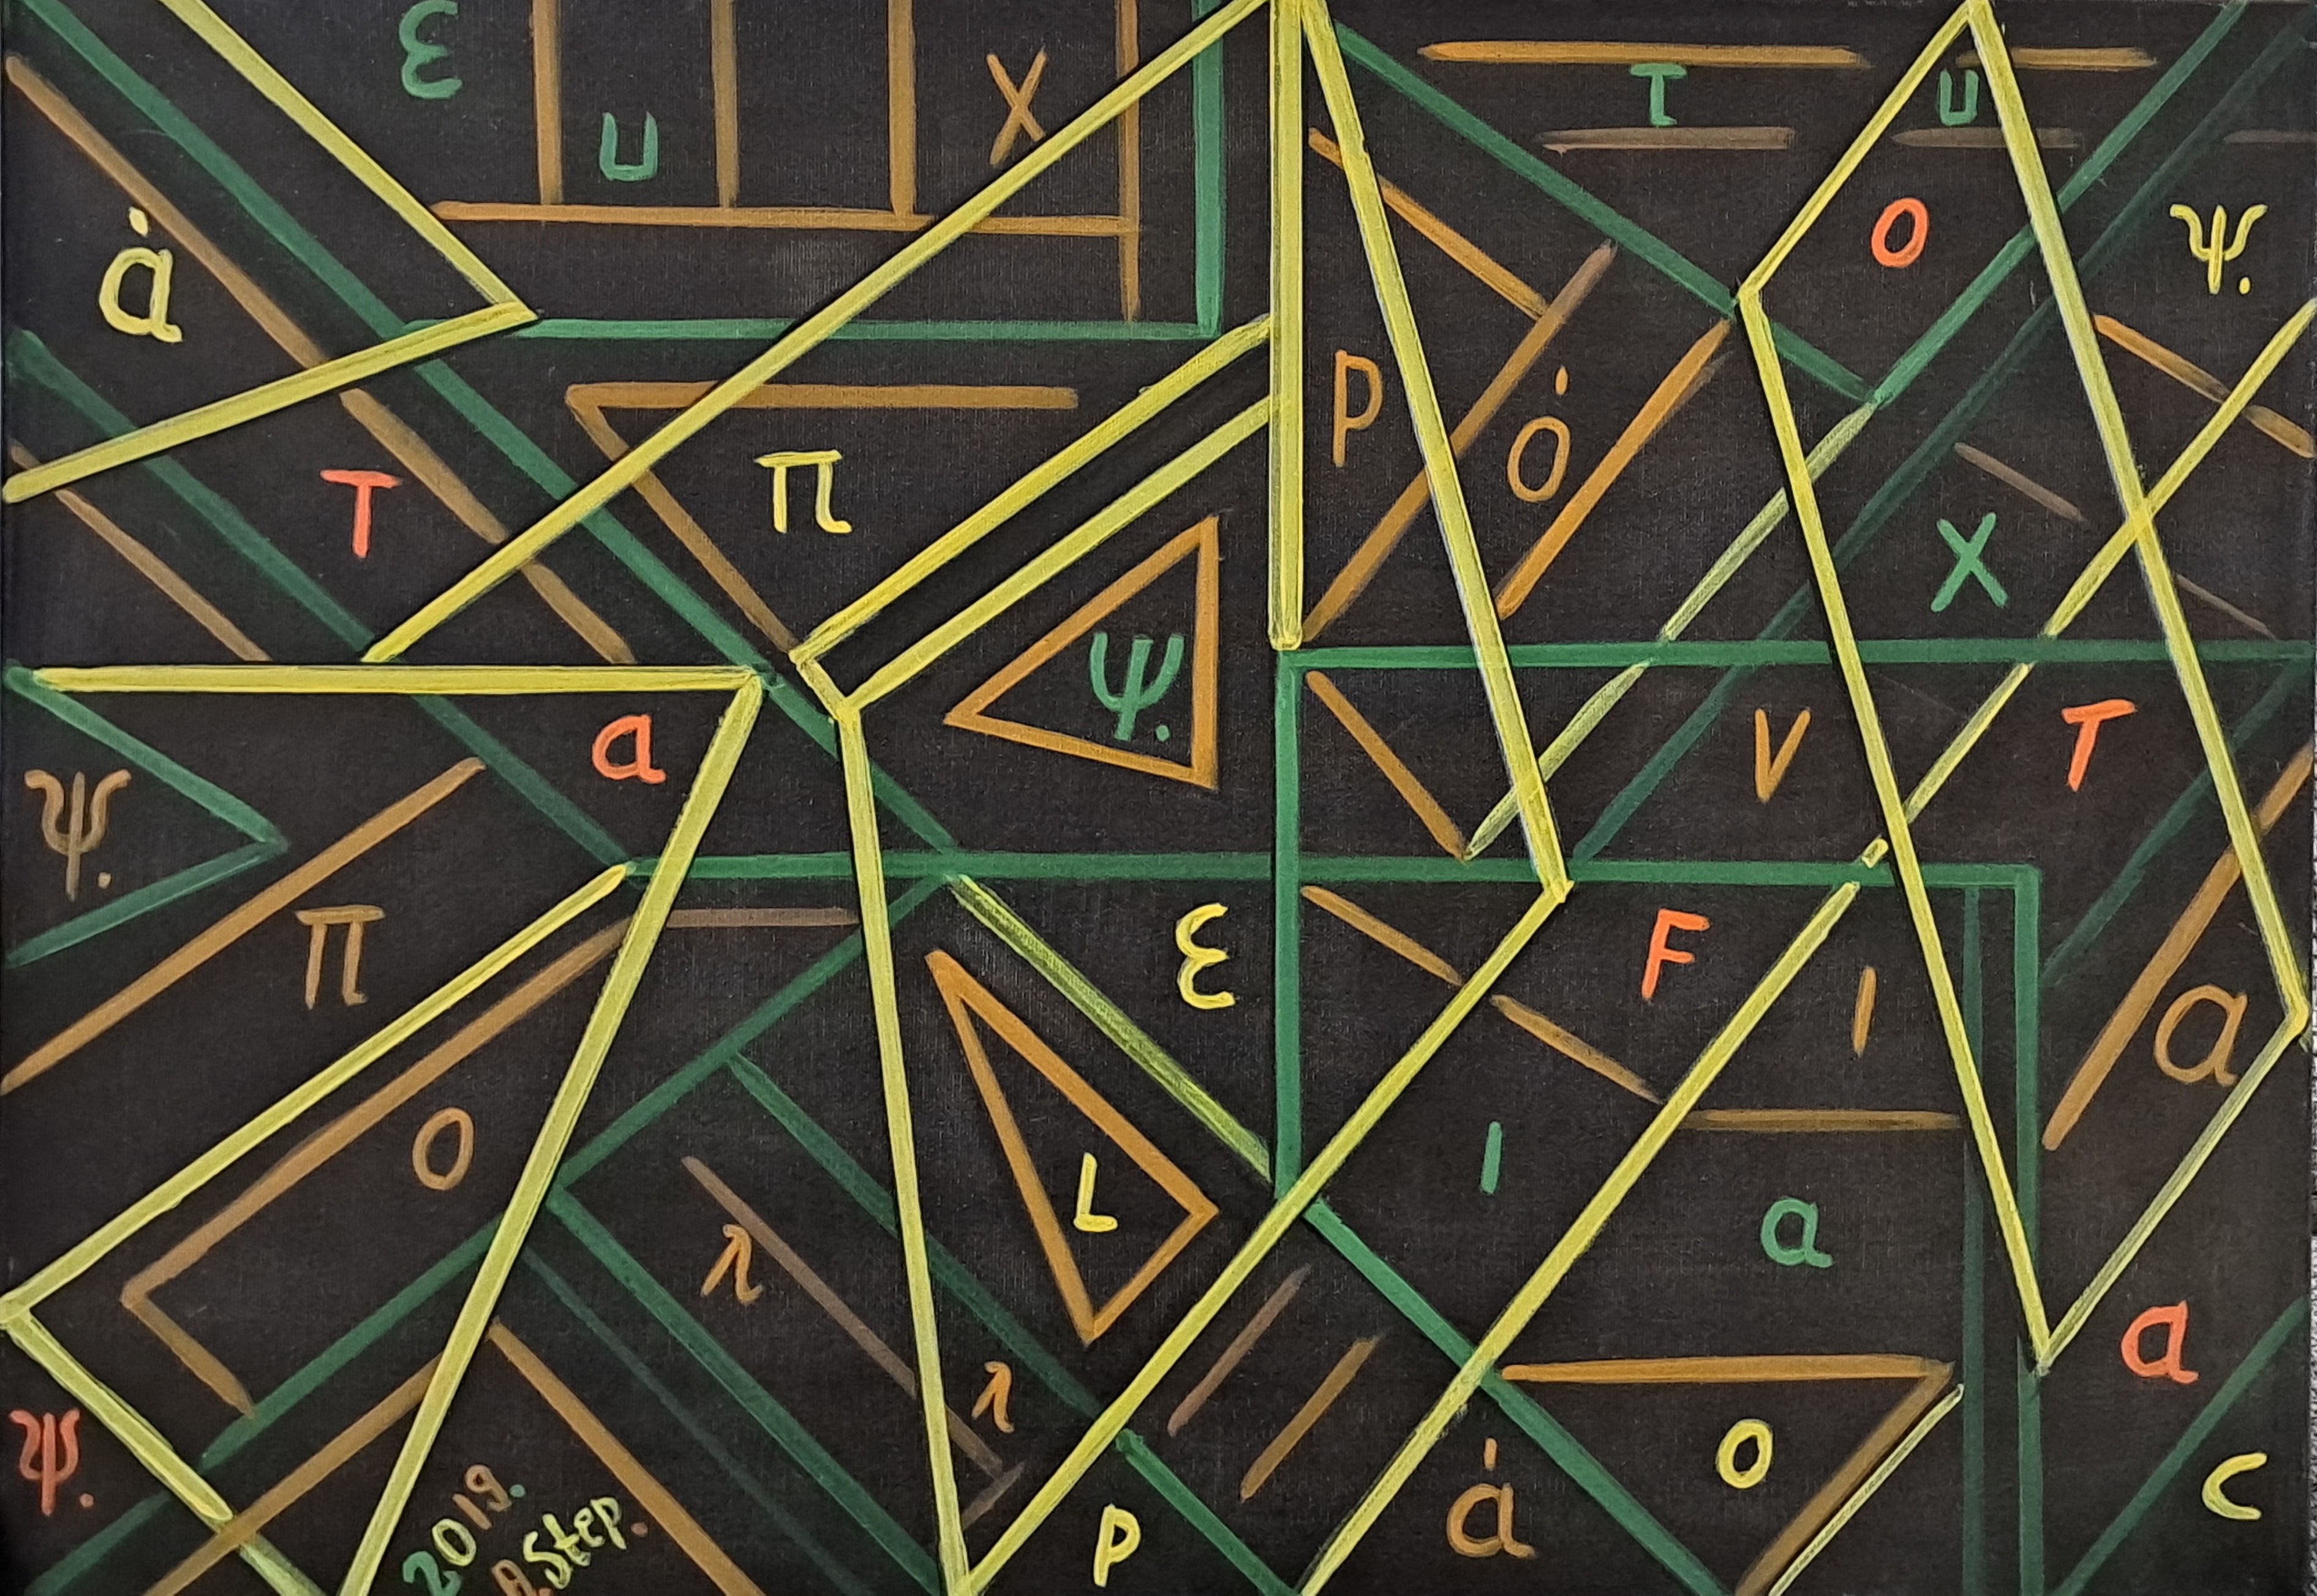 ε U X T U
ȧ O ψ.
T π P Ȯ X
ψ.
a V T
ψ. π ε F I a
O I
λ L a a
λ O
ψ. P ȧ C
2019.
A.Step.